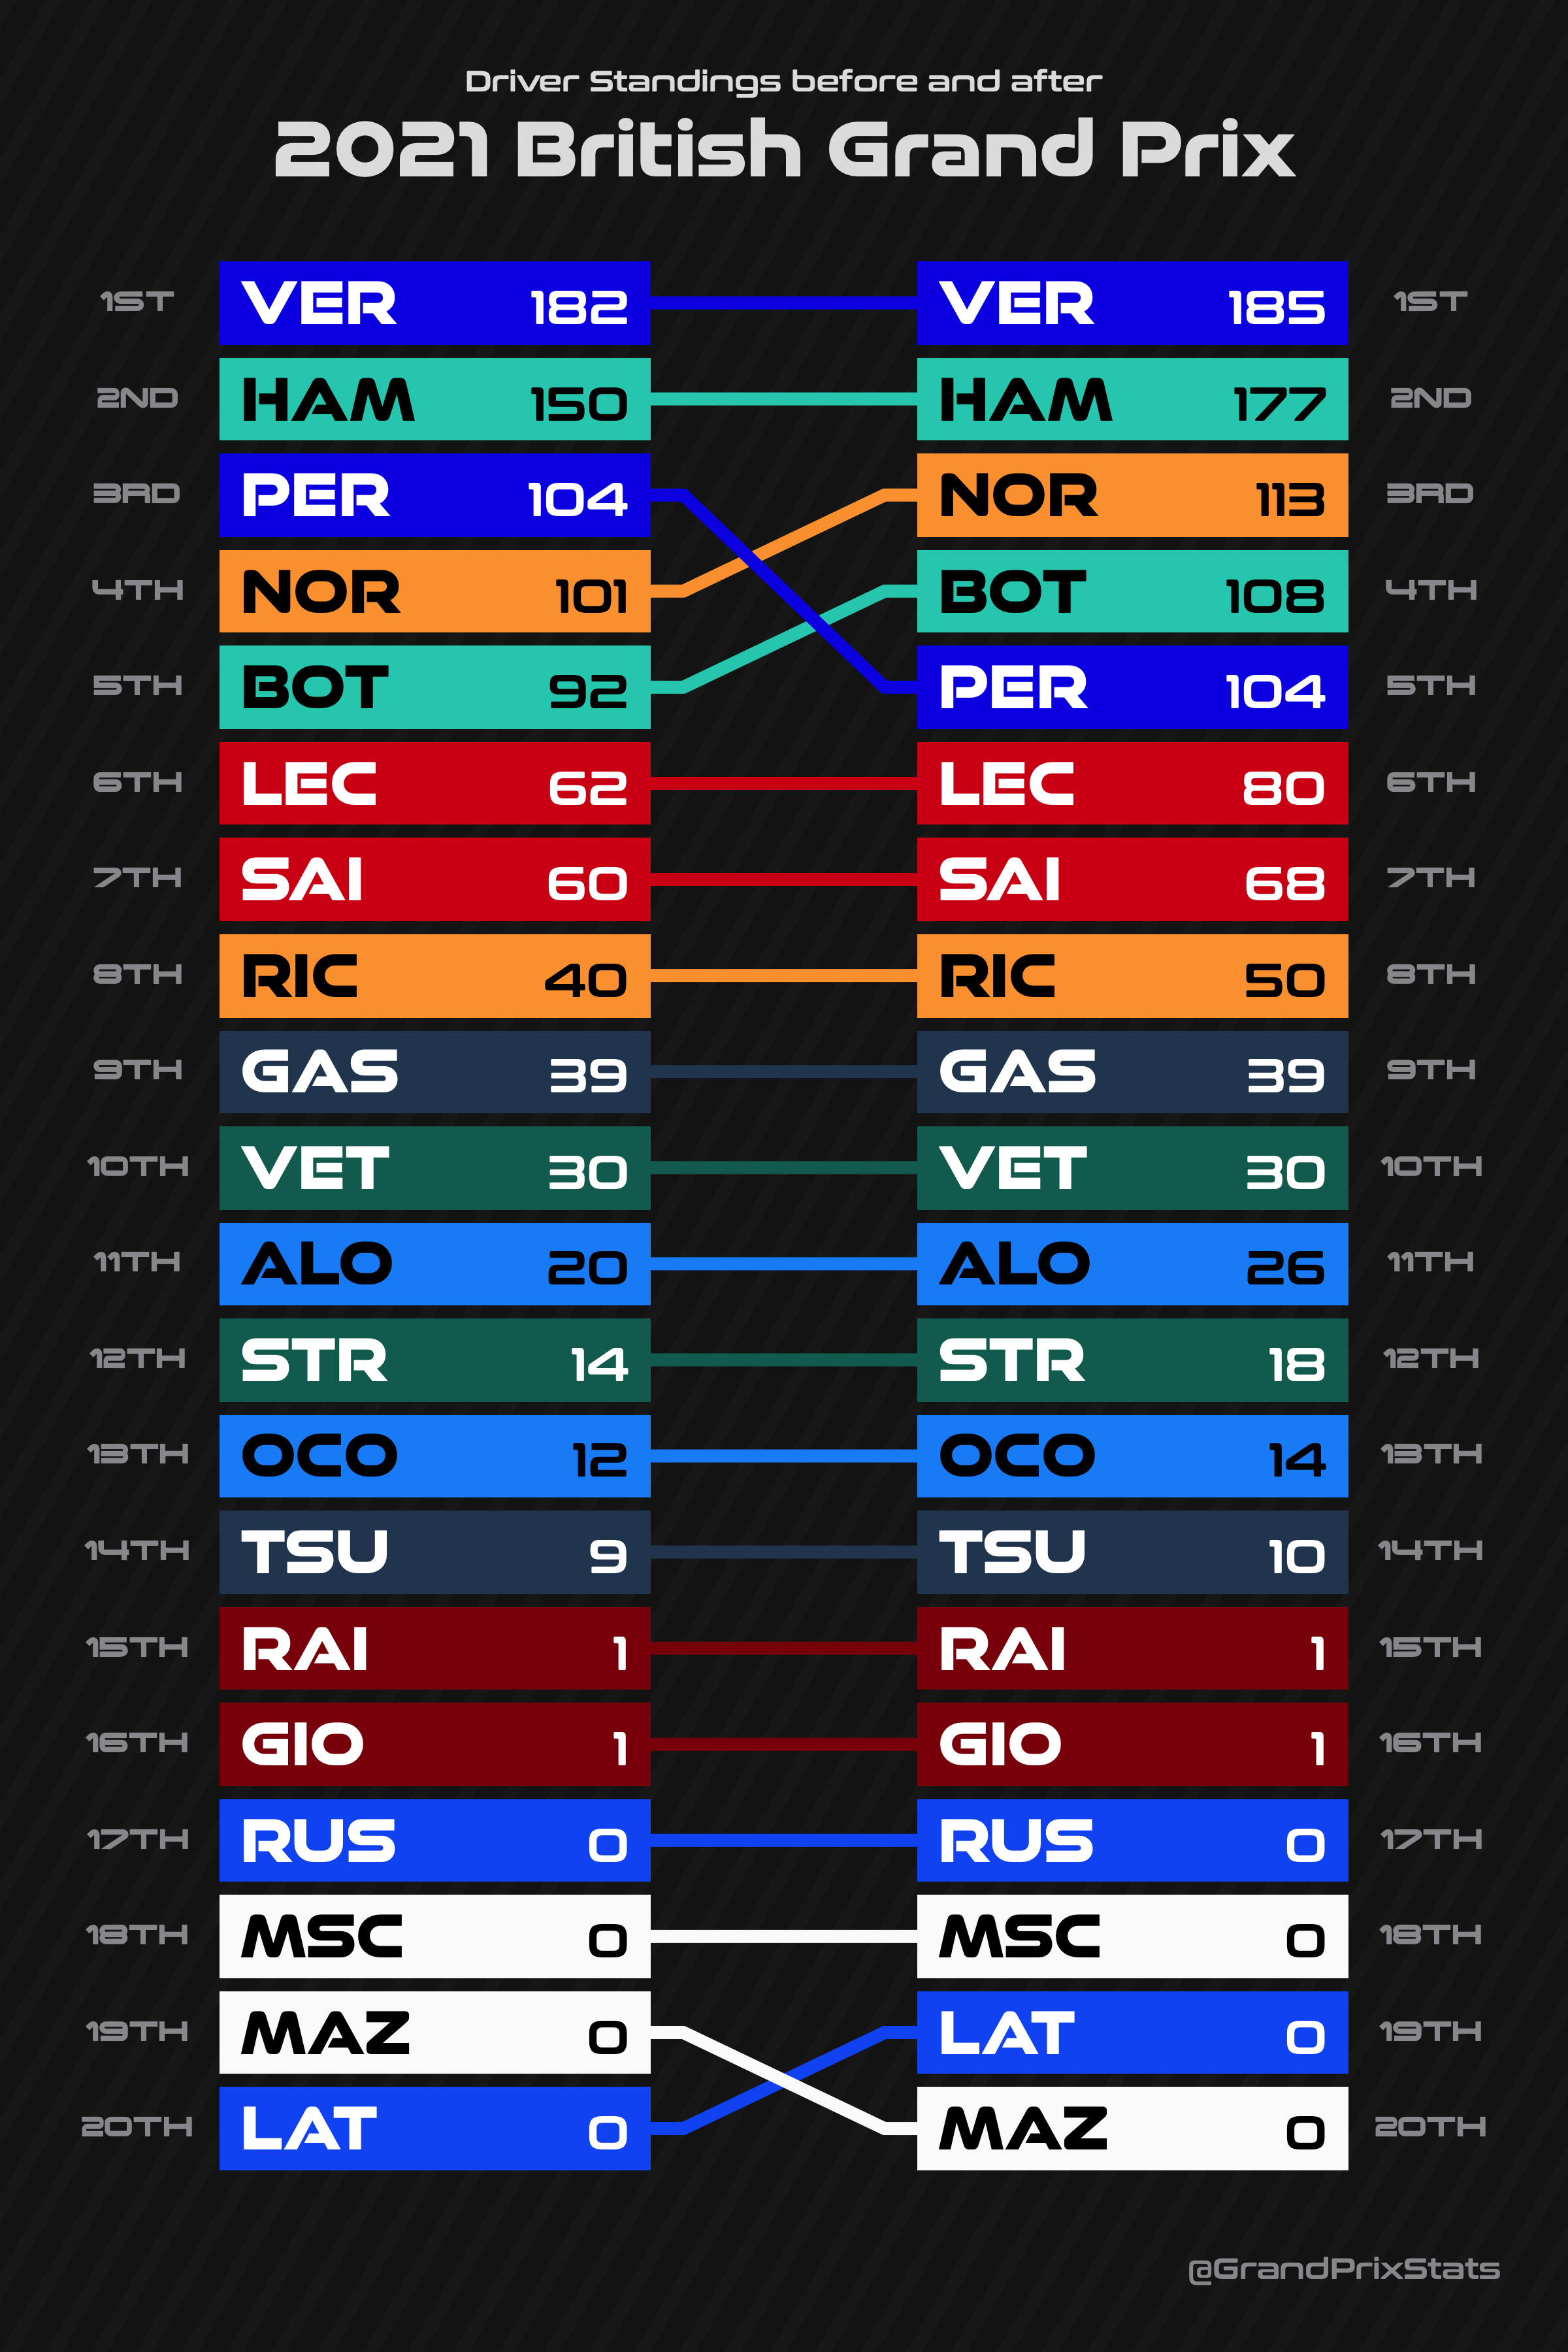 Driver Standings before and after
2021 British Grand Prix
1ST VER 182 VER 185 1ST
2ND HAM 150 HAM 177 2ND
3RD PER 104 NOR 113 3RD
4TH NOR 101 BOT 108 4TH
5TH BOT 92 PER 104 5TH
6TH LEC 62 LEC 80 6TH
7TH SAI 60 SAI 68 7TH
8TH RIC 40 RIC 50 8TH
9TH GAS 39 GAS 39 9TH
10TH VET 30 VET 30 10TH
11TH ALO 20 ALO 26 11TH
12TH STR 14 STR 18 12TH
13TH OCO 12 OCO 14 13TH
14TH TSU 9 TSU 10 14TH
15TH RAI 1 RAI 1 15TH
16TH GIO 1 GIO 1 16TH
17TH RUS 0 RUS 0 17TH
18TH MSC 0 MSC 0 18TH
19TH MAZ 0 LAT 0 19TH
20TH LAT 0 MAZ 0 20TH
@GrandPrixStats